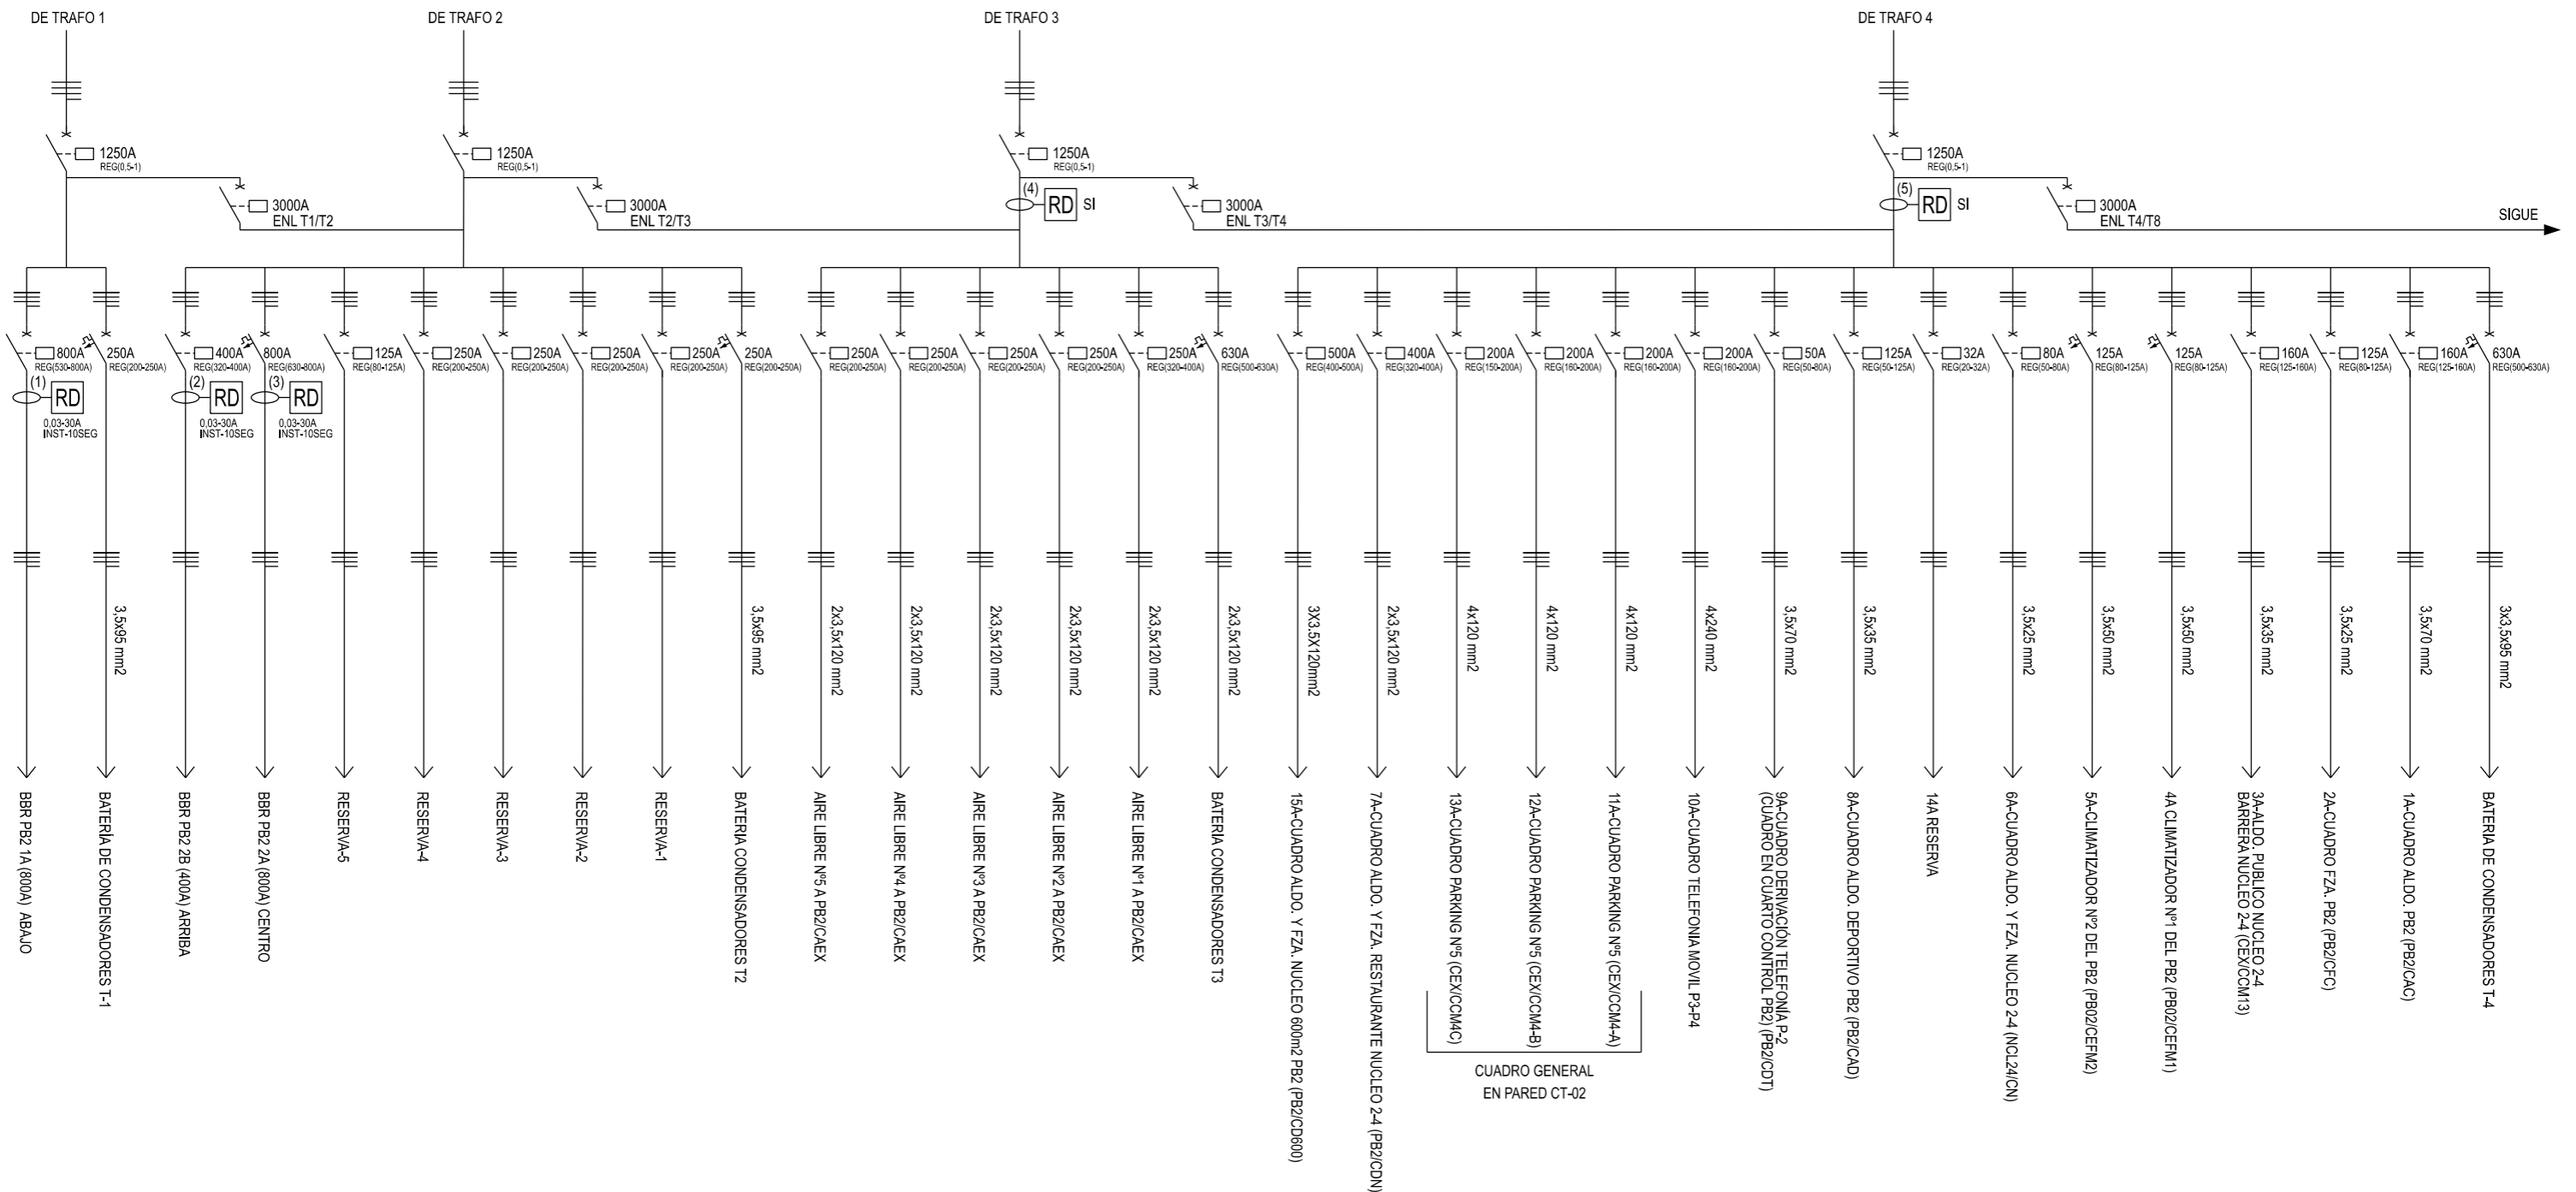 DE TRAFO 1
DE TRAFO 2
DE TRAFO 3
DE TRAFO 4
1250A
REG(0,5-1)
1250A
REG(0,5-1)
1250A
REG(0,5-1)
1250A
REG(0,5-1)
3000A
ENL T1/T2
3000A
ENL T2/T3
(4)
RD
SI
3000A
ENL T3/T4
(5)
RD
SI
3000A
ENL T4/T8
SIGUE
800A
REG(530-800A)
(1)
RD
0,03-30A
INST-10SEG
250A
REG(200-250A)
400A
REG(320-400A)
(2)
RD
0,03-30A
INST-10SEG
800A
REG(630-800A)
(3)
RD
0,03-30A
INST-10SEG
125A
REG(80-125A)
250A
REG(200-250A)
250A
REG(200-250A)
250A
REG(200-250A)
250A
REG(200-250A)
250A
REG(200-250A)
250A
REG(200-250A)
250A
REG(200-250A)
250A
REG(200-250A)
250A
REG(200-250A)
250A
REG(320-400A)
630A
REG(500-630A)
500A
REG(400-500A)
400A
REG(320-400A)
200A
REG(150-200A)
200A
REG(160-200A)
200A
REG(160-200A)
200A
REG(160-200A)
50A
REG(50-80A)
125A
REG(50-125A)
32A
REG(20-32A)
80A
REG(50-80A)
125A
REG(80-125A)
125A
REG(80-125A)
160A
REG(125-160A)
125A
REG(80-125A)
160A
REG(125-160A)
630A
REG(500-630A)
3,5x95 mm2
3,5x95 mm2
2x3,5x120 mm2
2x3,5x120 mm2
2x3,5x120 mm2
2x3,5x120 mm2
2x3,5x120 mm2
2x3,5x120 mm2
3X3.5X120mm2
2x3,5x120 mm2
4x120 mm2
4x120 mm2
4x120 mm2
4x240 mm2
3,5x70 mm2
3,5x35 mm2
3,5x25 mm2
3,5x50 mm2
3,5x50 mm2
3,5x35 mm2
3,5x25 mm2
3,5x70 mm2
3x3,5x95 mm2
BBR PB2 1A (800A) ABAJO
BATERÍA DE CONDENSADORES T-1
BBR PB2 2B (400A) ARRIBA
BBR PB2 2A (800A) CENTRO
RESERVA-5
RESERVA-4
RESERVA-3
RESERVA-2
RESERVA-1
BATERIA CONDENSADORES T2
AIRE LIBRE Nº5 A PB2/CAEX
AIRE LIBRE Nº4 A PB2/CAEX
AIRE LIBRE Nº3 A PB2/CAEX
AIRE LIBRE Nº2 A PB2/CAEX
AIRE LIBRE Nº1 A PB2/CAEX
BATERIA CONDENSADORES T3
15A-CUADRO ALDO. Y FZA. NUCLEO 600m2 PB2 (PB2/CD600)
7A-CUADRO ALDO. Y FZA. RESTAURANTE NUCLEO 2-4 (PB2/CDN)
13A-CUADRO PARKING Nº5 (CEX/CCM4C)
12A-CUADRO PARKING Nº5 (CEX/CCM4-B)
11A-CUADRO PARKING Nº5 (CEX/CCM4-A)
10A-CUADRO TELEFONIA MOVIL P3-P4
9A-CUADRO DERIVACIÓN TELEFONÍA P-2
(CUADRO EN CUARTO CONTROL PB2) (PB2/CDT)
8A-CUADRO ALDO. DEPORTIVO PB2 (PB2/CAD)
14A RESERVA
6A-CUADRO ALDO. Y FZA. NUCLEO 2-4 (NCL24/CN)
5A-CLIMATIZADOR Nº2 DEL PB2 (PB02/CEFM2)
4A CLIMATIZADOR Nº1 DEL PB2 (PB02/CEFM1)
3A-ALDO. PUBLICO NUCLEO 2-4
BARRERA NUCLEO 2-4 (CEX/CCM13)
2A-CUADRO FZA. PB2 (PB2/CFC)
1A-CUADRO ALDO. PB2 (PB2/CAC)
BATERIA DE CONDENSADORES T-4
CUADRO GENERAL
EN PARED CT-02